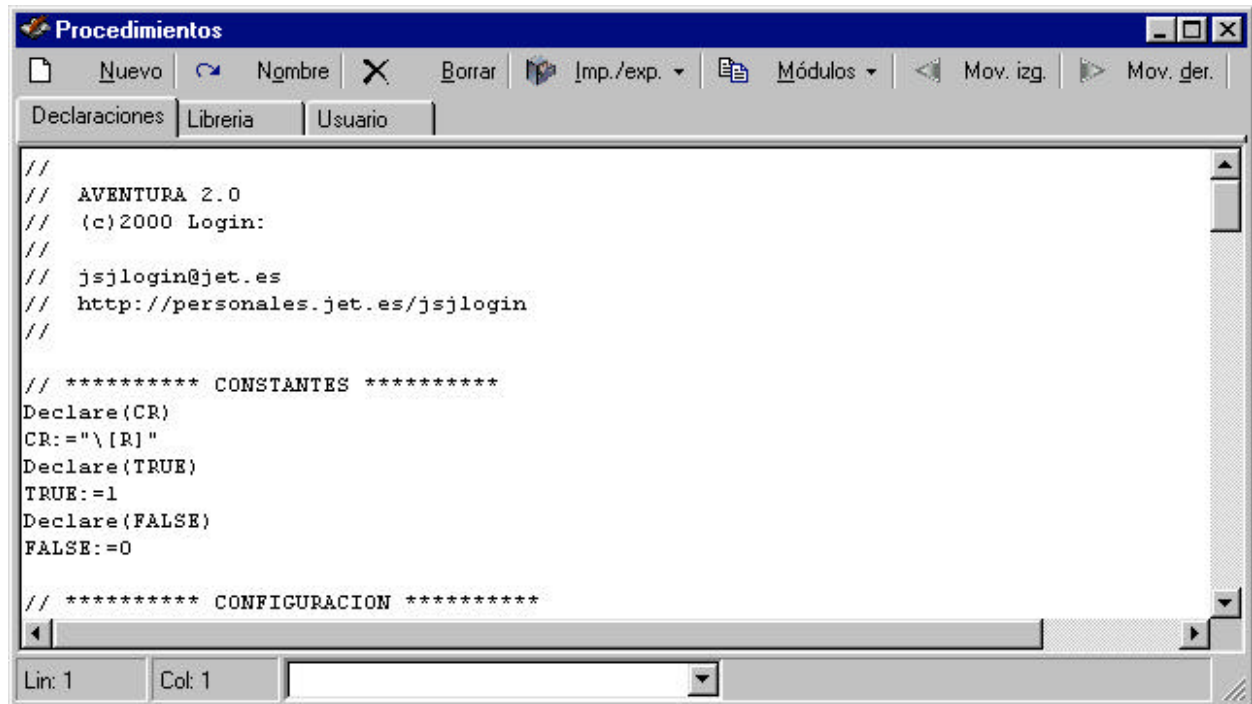 Procedimientos
Nuevo Nombre Borrar Imp./exp. Módulos Mov. izq. Mov. der.
Declaraciones Libreria Usuario
//
// AVENTURA 2.0
// (c)2000 Login:
//
// jsjlogin@jet.es
// http://personales.jet.es/jsjlogin
//
// ********** CONSTANTES **********
Declare(CR)
CR:="\[R]"
Declare(TRUE)
TRUE:=1
Declare(FALSE)
FALSE:=0
// ********** CONFIGURACION **********
Lin: 1 Col: 1